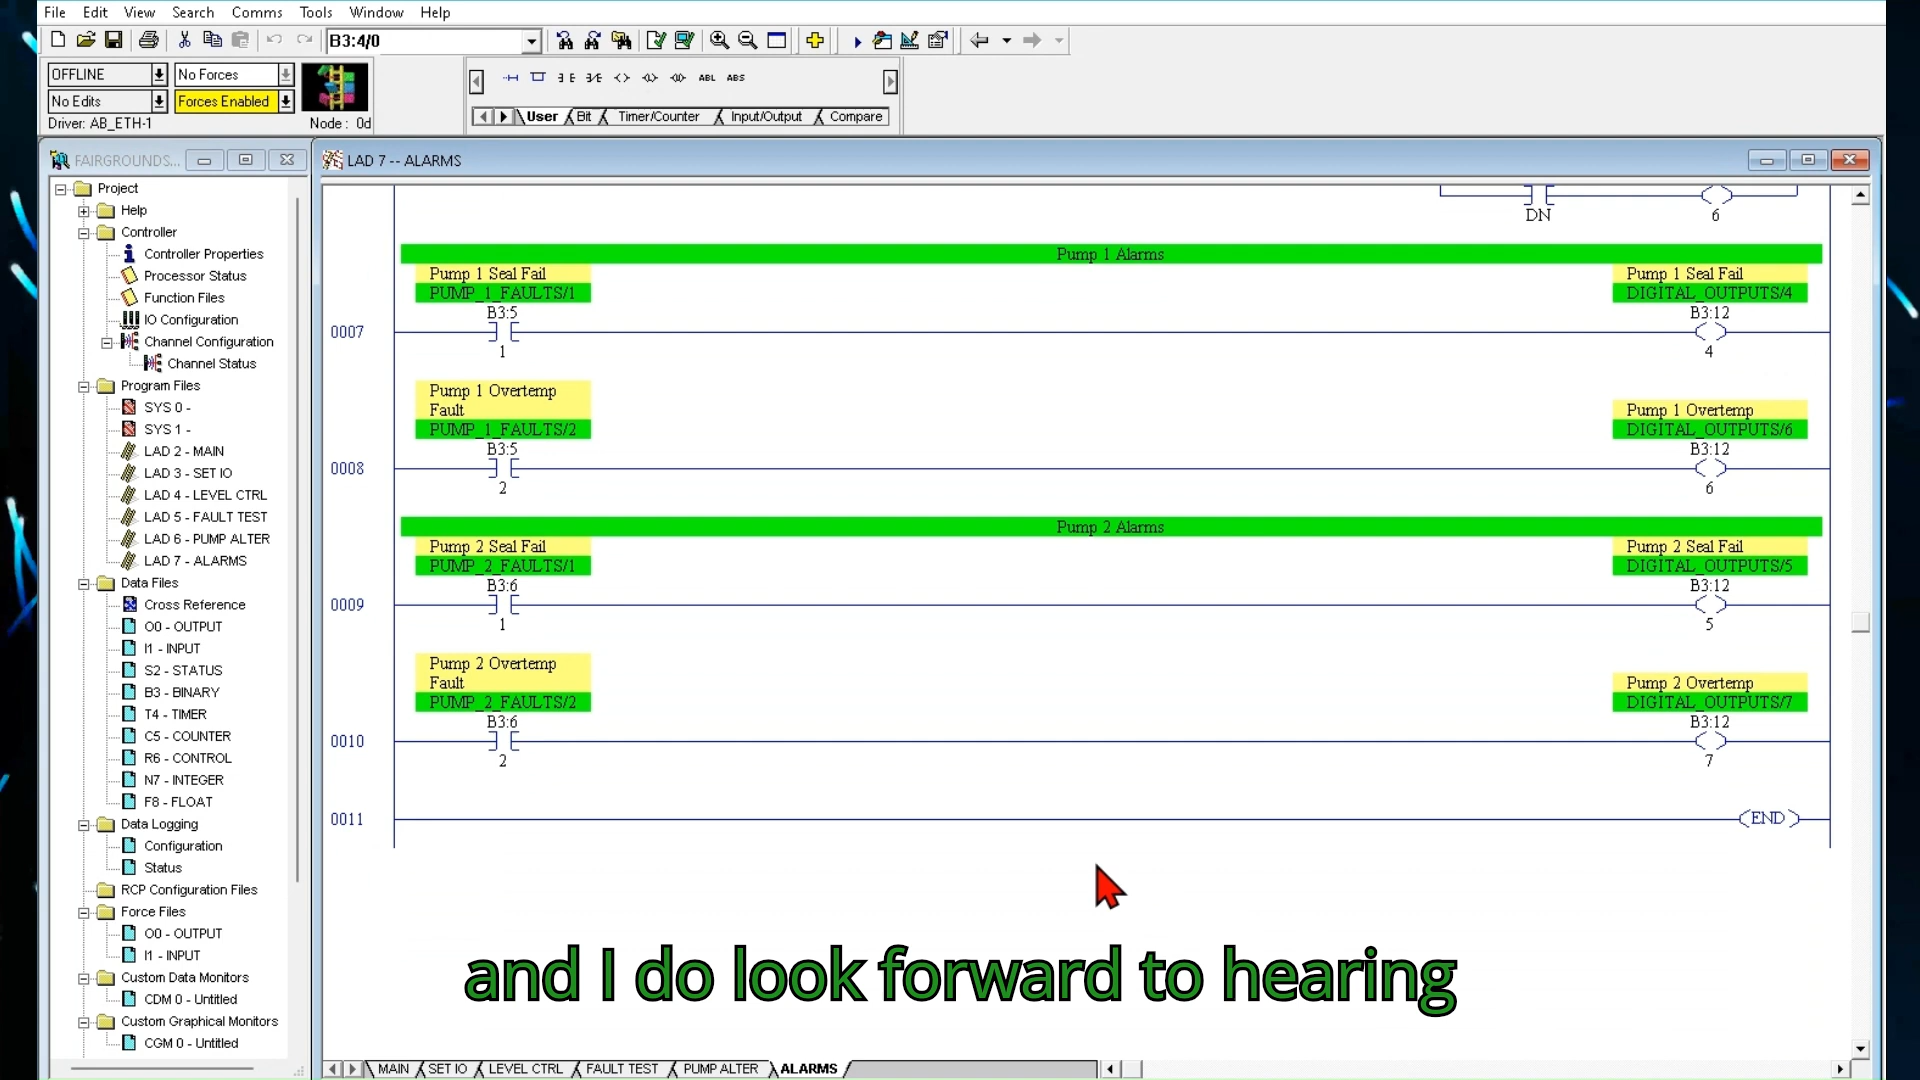 File Edit View Search Comms Tools Window Help
B3:4/0
OFFLINE No Forces
No Edits Forces Enabled
Driver: AB_ETH-1 Node : 0d
ABL ABS
User Bit Timer/Counter Input/Output Compare
FAIRGROUNDS...
LAD 7 -- ALARMS
Project
Help
Controller
Controller Properties
Processor Status
Function Files
IO Configuration
Channel Configuration
Channel Status
Program Files
SYS 0 -
SYS 1 -
LAD 2 - MAIN
LAD 3 - SET IO
LAD 4 - LEVEL CTRL
LAD 5 - FAULT TEST
LAD 6 - PUMP ALTER
LAD 7 - ALARMS
Data Files
Cross Reference
O0 - OUTPUT
I1 - INPUT
S2 - STATUS
B3 - BINARY
T4 - TIMER
C5 - COUNTER
R6 - CONTROL
N7 - INTEGER
F8 - FLOAT
Data Logging
Configuration
Status
RCP Configuration Files
Force Files
O0 - OUTPUT
I1 - INPUT
Custom Data Monitors
CDM 0 - Untitled
Custom Graphical Monitors
CGM 0 - Untitled
DN 6
Pump 1 Alarms
Pump 1 Seal Fail Pump 1 Seal Fail
PUMP_1_FAULTS/1 DIGITAL_OUTPUTS/4
B3:5 B3:12
0007
1 4
Pump 1 Overtemp
Fault Pump 1 Overtemp
PUMP_1_FAULTS/2 DIGITAL_OUTPUTS/6
B3:5 B3:12
0008
2 6
Pump 2 Alarms
Pump 2 Seal Fail Pump 2 Seal Fail
PUMP_2_FAULTS/1 DIGITAL_OUTPUTS/5
B3:6 B3:12
0009
1 5
Pump 2 Overtemp
Fault Pump 2 Overtemp
PUMP_2_FAULTS/2 DIGITAL_OUTPUTS/7
B3:6 B3:12
0010
2 7
0011 END
and I do look forward to hearing
MAIN SET IO LEVEL CTRL FAULT TEST PUMP ALTER ALARMS